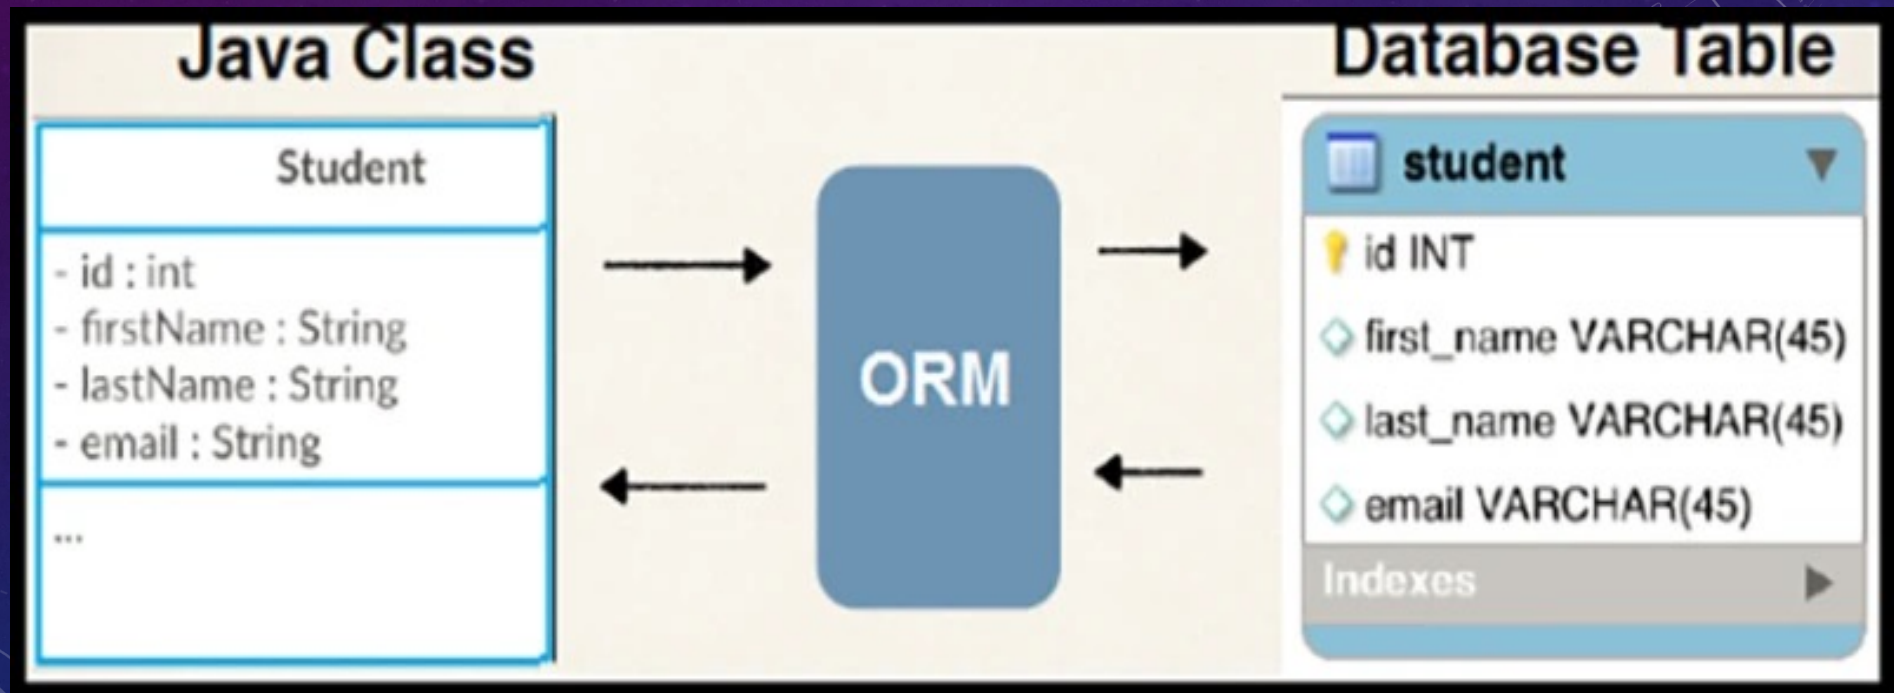 Java Class
Student
- id : int
- firstName : String
- lastName : String
- email : String
...
ORM
Database Table
student
id INT
first_name VARCHAR(45)
last_name VARCHAR(45)
email VARCHAR(45)
Indexes